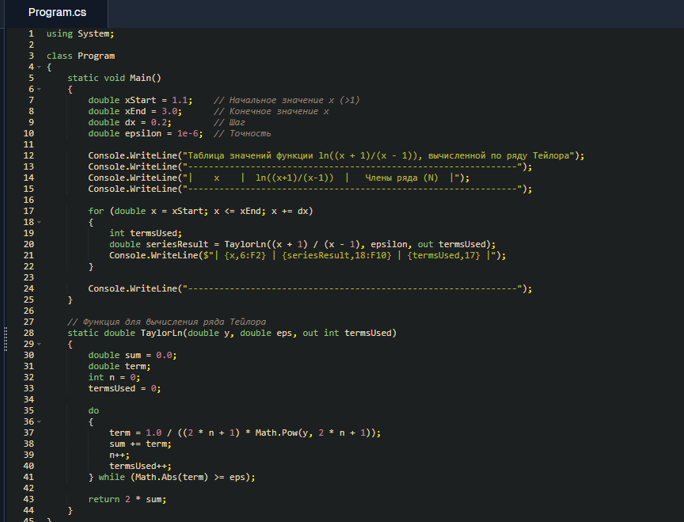 Program.cs
1 using System;
2
3 class Program
4 {
5     static void Main()
6     {
7         double xStart = 1.1;    // Начальное значение x (>1)
8         double xEnd = 3.0;      // Конечное значение x
9         double dx = 0.2;        // Шаг
10         double epsilon = 1e-6;  // Точность
11
12         Console.WriteLine("Таблица значений функции ln((x + 1)/(x - 1)), вычисленной по ряду Тейлора");
13         Console.WriteLine("---------------------------------------------------------------");
14         Console.WriteLine("|    x    |  ln((x+1)/(x-1))  |   Члены ряда (N)  |");
15         Console.WriteLine("---------------------------------------------------------------");
16
17         for (double x = xStart; x <= xEnd; x += dx)
18         {
19             int termsUsed;
20             double seriesResult = TaylorLn((x + 1) / (x - 1), epsilon, out termsUsed);
21             Console.WriteLine($"| {x,6:F2} | {seriesResult,18:F10} | {termsUsed,17} |");
22         }
23
24         Console.WriteLine("---------------------------------------------------------------");
25     }
26
27     // Функция для вычисления ряда Тейлора
28     static double TaylorLn(double y, double eps, out int termsUsed)
29     {
30         double sum = 0.0;
31         double term;
32         int n = 0;
33         termsUsed = 0;
34
35         do
36         {
37             term = 1.0 / ((2 * n + 1) * Math.Pow(y, 2 * n + 1));
38             sum += term;
39             n++;
40             termsUsed++;
41         } while (Math.Abs(term) >= eps);
42
43         return 2 * sum;
44     }
45 }